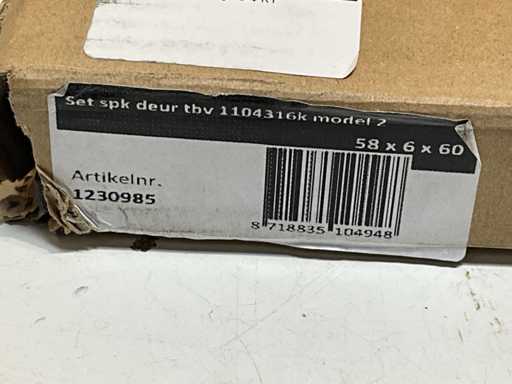 Set spk deur tbv 1104316k model 2
58 x 6 x 60
Artikelnr.
1230985
8 718835 104948